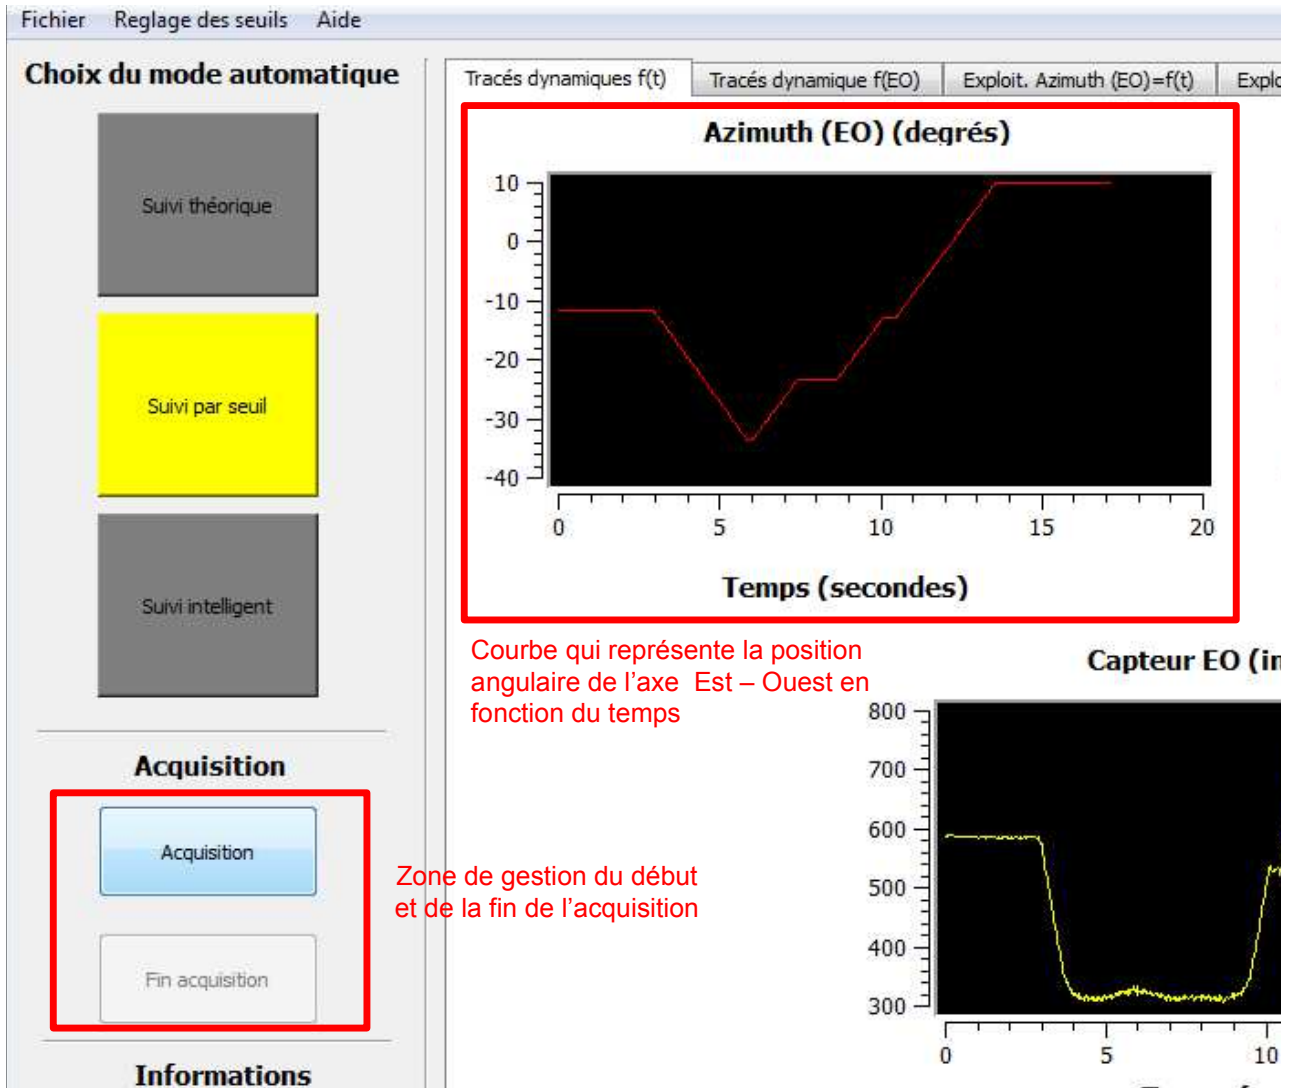 Fichier Reglage des seuils Aide
Choix du mode automatique
Tracés dynamiques f(t) Tracés dynamique f(EO) Exploit. Azimuth (EO)=f(t)
Suivi théorique
Suivi par seuil
Suivi intelligent
Azimuth (EO) (degrés)
10
0
-10
-20
-30
-40
0 5 10 15 20
Temps (secondes)
Courbe qui représente la position
angulaire de l'axe Est – Ouest en
fonction du temps
Acquisition
Acquisition
Fin acquisition
Zone de gestion du début
et de la fin de l'acquisition
Informations
Capteur EO
800
700
600
500
400
300
0 5 10